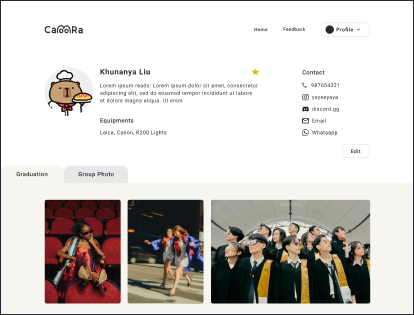 CaMRa
Home
Feedback
Profile
Khunanya Liu
Lorem ipsum reads: Lorem ipsum dolor sit amet, consectetur
adipiscing elit, sed do eiusmod tempor incididunt ut labore
et dolore magna aliqua. Ut enim
Equipments
Leica, Canon, R200 Lights
Contact
987654321
yayeeyaya
discord.gg
Email
Whatsapp
Edit
Graduation
Group Photo